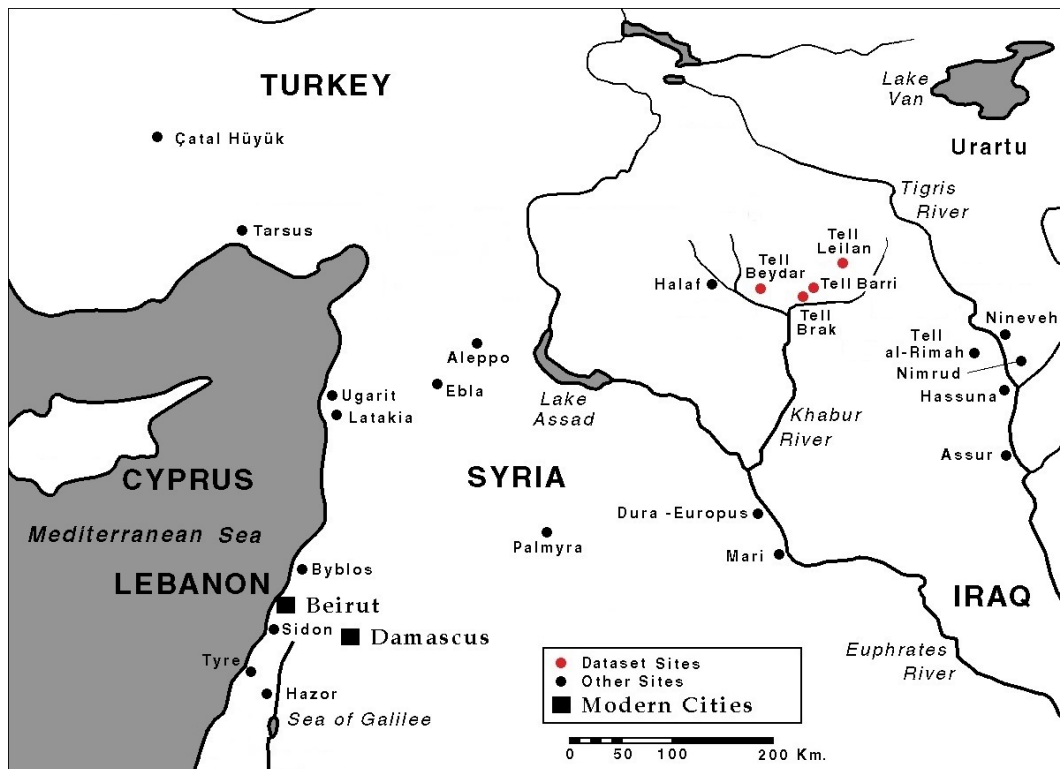 TURKEY
Lake
Van
Urartu
Çatal Hüyük
Tigris
River
Tarsus
Tell
Leilan
Tell
Beydar
Halaf
Tell Barri
Tell
Brak
Nineveh
Tell
al-Rimah
Nimrud
Hassuna
Aleppo
Ebla
Lake
Assad
Ugarit
Latakia
Khabur
River
Assur
CYPRUS
SYRIA
Mediterranean Sea
Dura -Europus
Palmyra
Mari
Byblos
LEBANON
Beirut
IRAQ
Sidon
Damascus
Tyre
Euphrates
River
Hazor
Sea of Galilee
Dataset Sites
Other Sites
Modern Cities
0 50 100 200 Km.